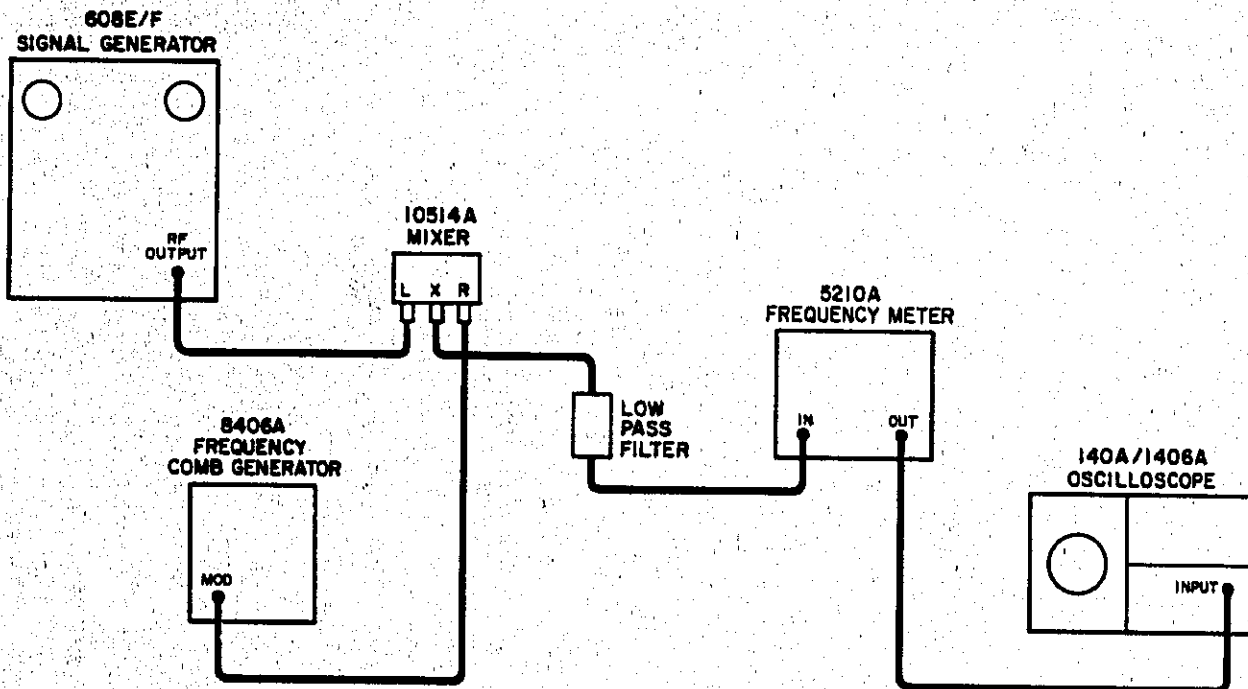 608E/F
SIGNAL GENERATOR
RF
OUTPUT
10514A
MIXER
L X R
5210A
FREQUENCY METER
IN
OUT
LOW
PASS
FILTER
8406A
FREQUENCY
COMB GENERATOR
MOD
140A/1406A
OSCILLOSCOPE
INPUT